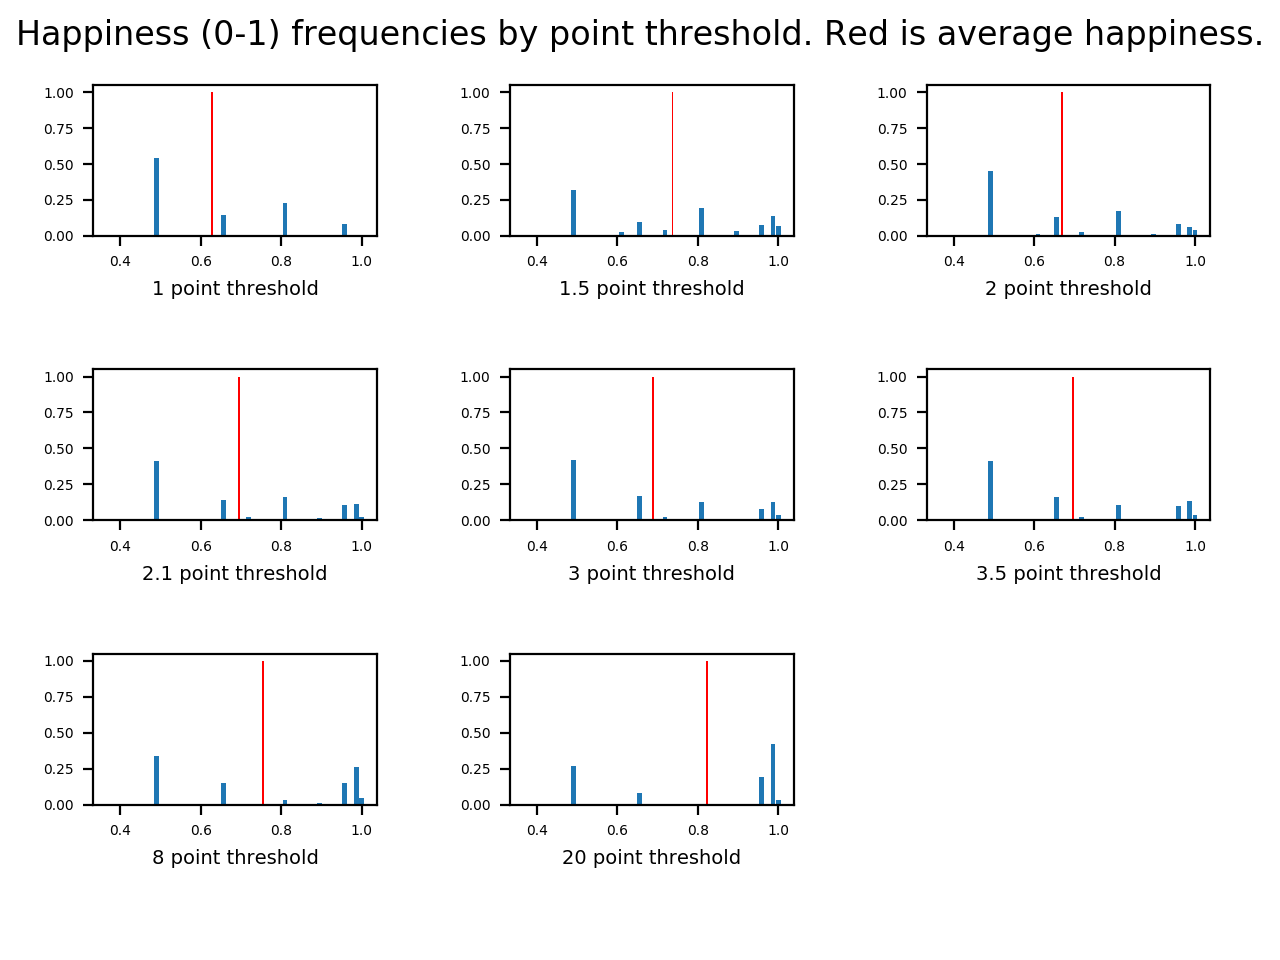 Happiness (0-1) frequencies by point threshold. Red is average happiness.
1.00 1.00 1.00
0.75 0.75 0.75
0.50 0.50 0.50
0.25 0.25 0.25
0.00 0.00 0.00
0.4 0.6 0.8 1.0 0.4 0.6 0.8 1.0 0.4 0.6 0.8 1.0
1 point threshold 1.5 point threshold 2 point threshold
1.00 1.00 1.00
0.75 0.75 0.75
0.50 0.50 0.50
0.25 0.25 0.25
0.00 0.00 0.00
0.4 0.6 0.8 1.0 0.4 0.6 0.8 1.0 0.4 0.6 0.8 1.0
2.1 point threshold 3 point threshold 3.5 point threshold
1.00 1.00
0.75 0.75
0.50 0.50
0.25 0.25
0.00 0.00
0.4 0.6 0.8 1.0 0.4 0.6 0.8 1.0
8 point threshold 20 point threshold